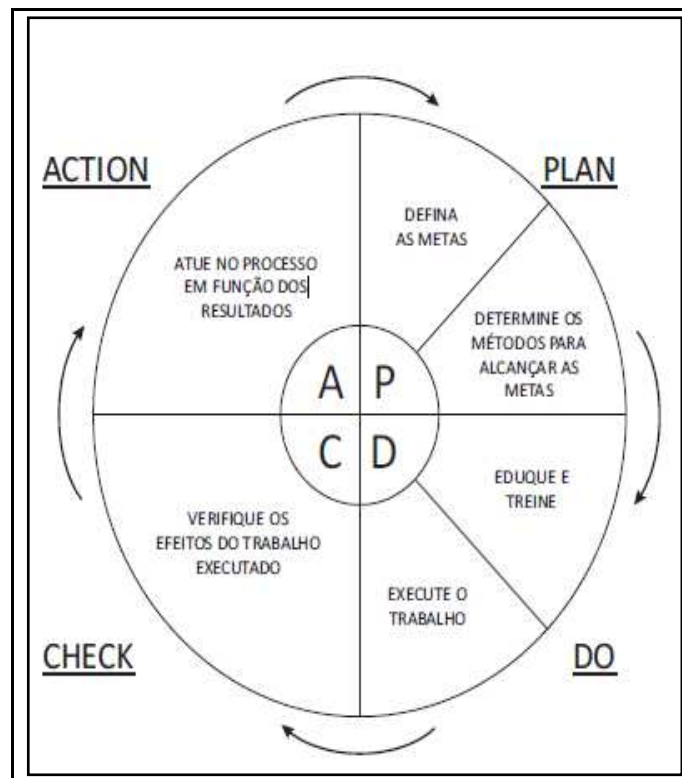 ACTION
PLAN
DEFINA
AS METAS
ATUE NO PROCESSO
EM FUNÇÃO DOS
RESULTADOS
DETERMINE OS
MÉTODOS PARA
ALCANÇAR AS
METAS
A P
C D
EDUQUE E
TREINE
VERIFIQUE OS
EFEITOS DO TRABALHO
EXECUTADO
EXECUTE O
TRABALHO
CHECK
DO